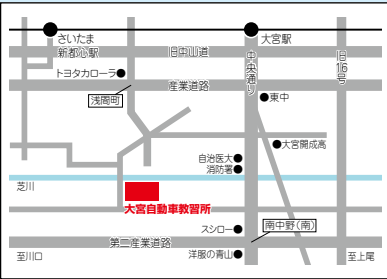 さいたま
新都心駅
大宮駅
旧中山道
旧16号
中央通り
トヨタカローラ
産業道路
浅間町
東中
大宮開成高
自治医大
消防署
芝川
大宮自動車教習所
スシロー
南中野(南)
第二産業道路
至川口
洋服の青山
至上尾